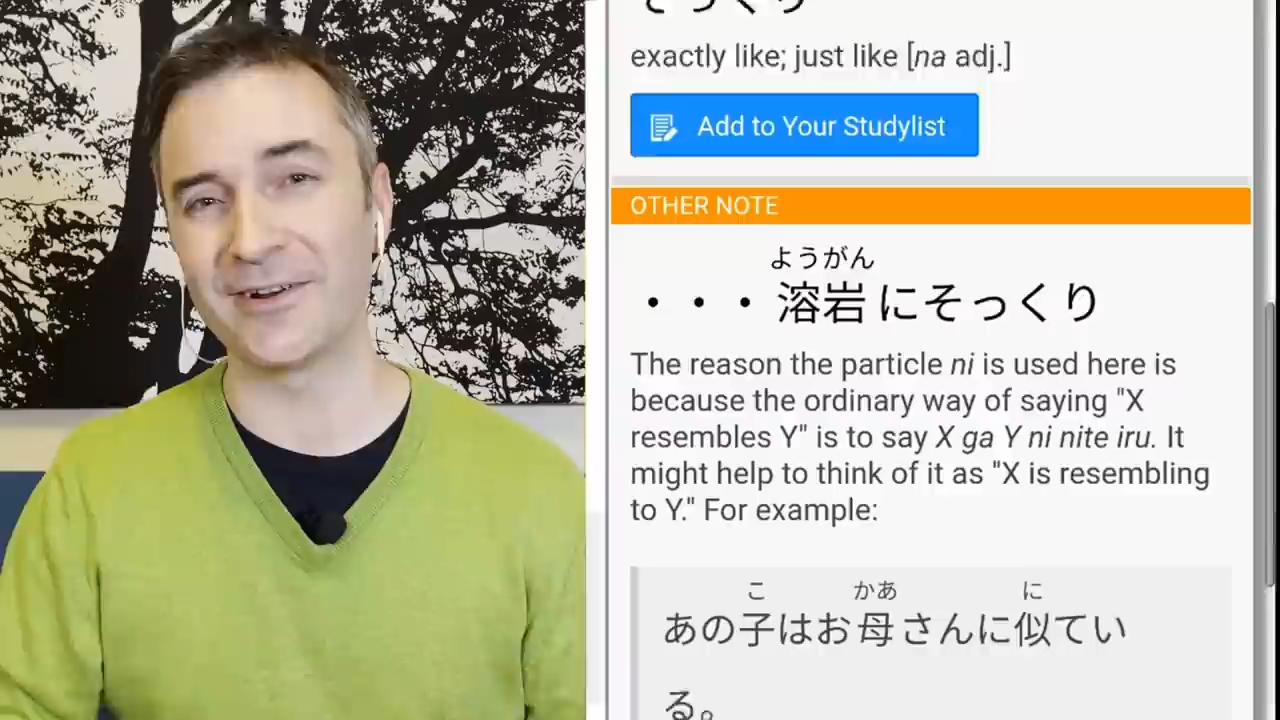 そっくり
exactly like; just like [na adj.]
Add to Your Studylist
OTHER NOTE
ようがん
・・・溶岩にそっくり
The reason the particle ni is used here is
because the ordinary way of saying "X
resembles Y" is to say X ga Y ni nite iru. It
might help to think of it as "X is resembling
to Y." For example:
こ かあ に
あの子はお母さんに似てい
る。